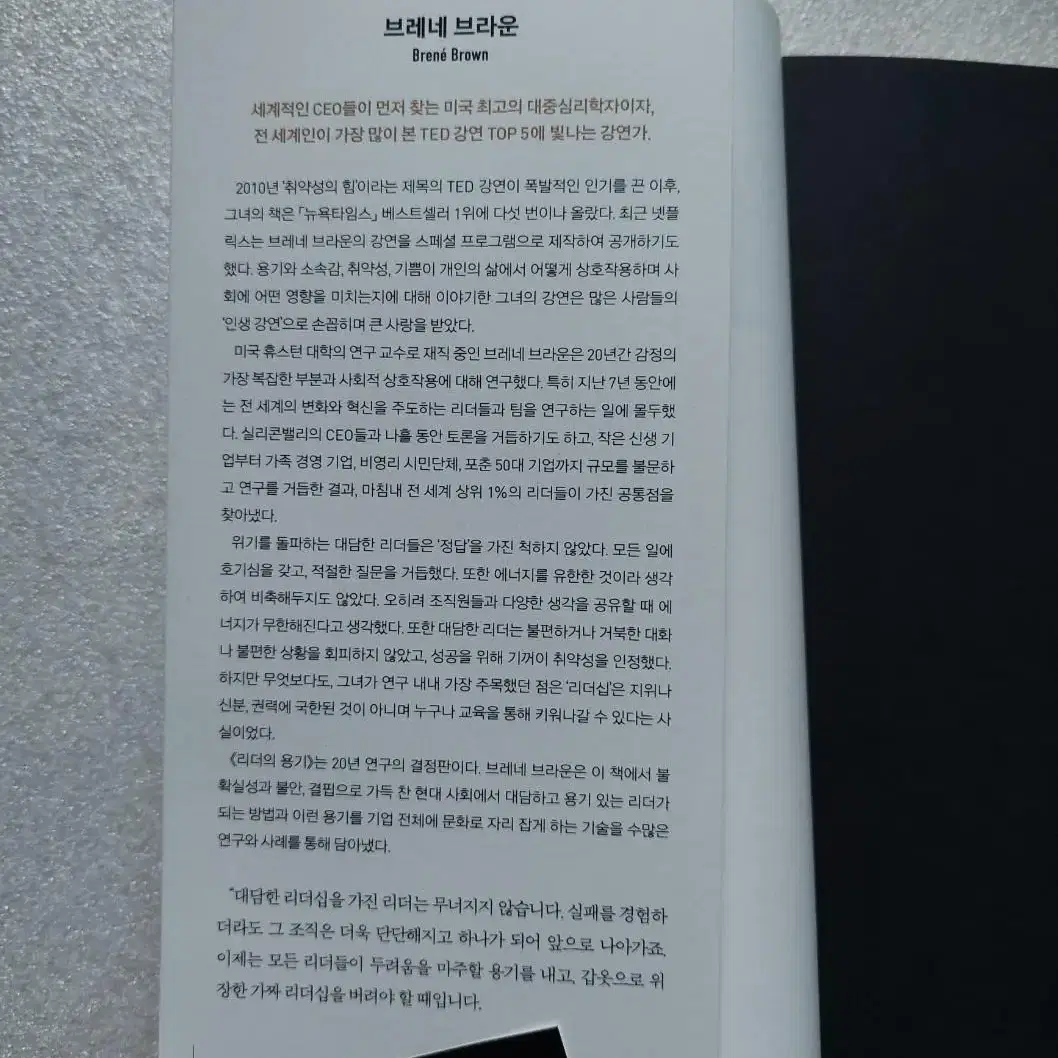 브레네 브라운
Brené Brown
세계적인 CEO들이 먼저 찾는 미국 최고의 대중심리학자이자,
전 세계인이 가장 많이 본 TED 강연 TOP 5에 빛나는 강연가.
2010년 ‘취약성의 힘’이라는 제목의 TED 강연이 폭발적인 인기를 끈 이후,
그녀의 책은 「뉴욕타임스」 베스트셀러 1위에 다섯 번이나 올랐다. 최근 넷플
릭스는 브레네 브라운의 강연을 스페셜 프로그램으로 제작하여 공개하기도
했다. 용기와 소속감, 취약성, 기쁨이 개인의 삶에서 어떻게 상호작용하며 사
회에 어떤 영향을 미치는지에 대해 이야기한 그녀의 강연은 많은 사람들의
‘인생 강연’으로 손꼽히며 큰 사랑을 받았다.
미국 휴스턴 대학의 연구 교수로 재직 중인 브레네 브라운은 20년간 감정의
가장 복잡한 부분과 사회적 상호작용에 대해 연구했다. 특히 지난 7년 동안에
는 전 세계의 변화와 혁신을 주도하는 리더들과 팀을 연구하는 일에 몰두했
다. 실리콘밸리의 CEO들과 나흘 동안 토론을 거듭하기도 하고, 작은 신생 기
업부터 가족 경영 기업, 비영리 시민단체, 포춘 50대 기업까지 규모를 불문하
고 연구를 거듭한 결과, 마침내 전 세계 상위 1%의 리더들이 가진 공통점을
찾아냈다.
위기를 돌파하는 대담한 리더들은 ‘정답’을 가진 척하지 않았다. 모든 일에
호기심을 갖고, 적절한 질문을 거듭했다. 또한 에너지를 유한한 것이라 생각
하여 비축해두지도 않았다. 오히려 조직원들과 다양한 생각을 공유할 때 에
너지가 무한해진다고 생각했다. 또한 대담한 리더는 불편하거나 거북한 대화
나 불편한 상황을 회피하지 않았고, 성공을 위해 기꺼이 취약성을 인정했다.
하지만 무엇보다도, 그녀가 연구 내내 가장 주목했던 점은 ‘리더십’은 지위나
신분, 권력에 국한된 것이 아니며 누구나 교육을 통해 키워나갈 수 있다는 사
실이었다.
《리더의 용기》는 20년 연구의 결정판이다. 브레네 브라운은 이 책에서 불
확실성과 불안, 결핍으로 가득 찬 현대 사회에서 대담하고 용기 있는 리더가
되는 방법과 이런 용기를 기업 전체에 문화로 자리 잡게 하는 기술을 수많은
연구와 사례를 통해 담아냈다.
“대담한 리더십을 가진 리더는 무너지지 않습니다. 실패를 경험하
더라도 그 조직은 더욱 단단해지고 하나가 되어 앞으로 나아가죠.
이제는 모든 리더들이 두려움을 마주할 용기를 내고, 갑옷으로 위
장한 가짜 리더십을 버려야 할 때입니다.